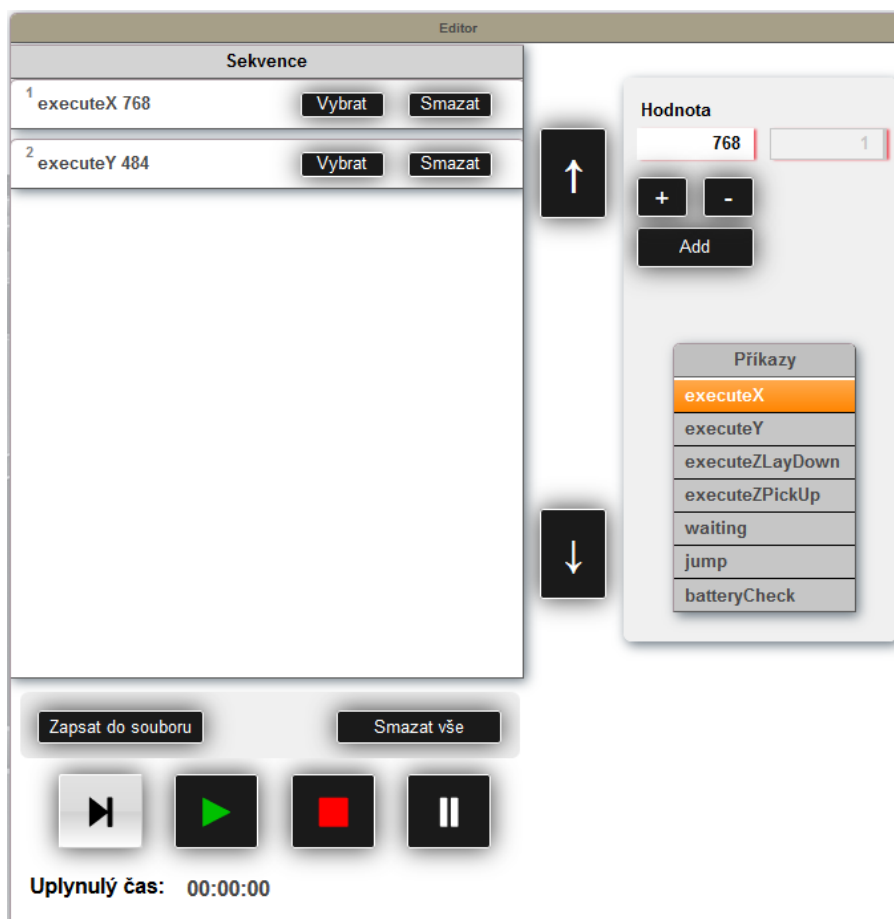 Editor
Sekvence
1 executeX 768 Vybrat Smazat
2 executeY 484 Vybrat Smazat
↑
↓
Hodnota
768 1
+ -
Add
Příkazy
executeX
executeY
executeZLayDown
executeZPickUp
waiting
jump
batteryCheck
Zapsat do souboru Smazat vše
Uplynulý čas: 00:00:00